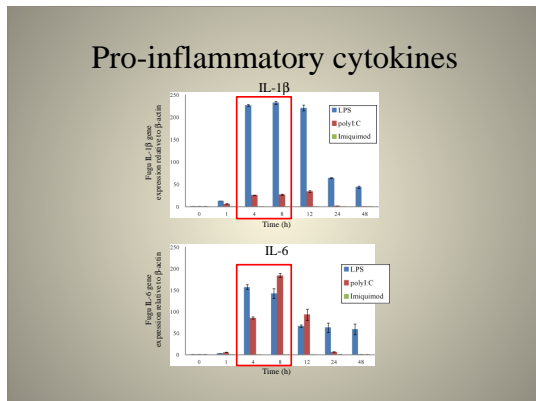 Pro-inflammatory cytokines
IL-1β
Fugu IL-1β gene
expression relative to β-actin
250
200
150
100
50
0
0 1 4 8 12 24 48
Time (h)
LPS
polyI:C
Imiquimod
IL-6
Fugu IL-6 gene
expression relative to β-actin
250
200
150
100
50
0
0 1 4 8 12 24 48
Time (h)
LPS
polyI:C
Imiquimod